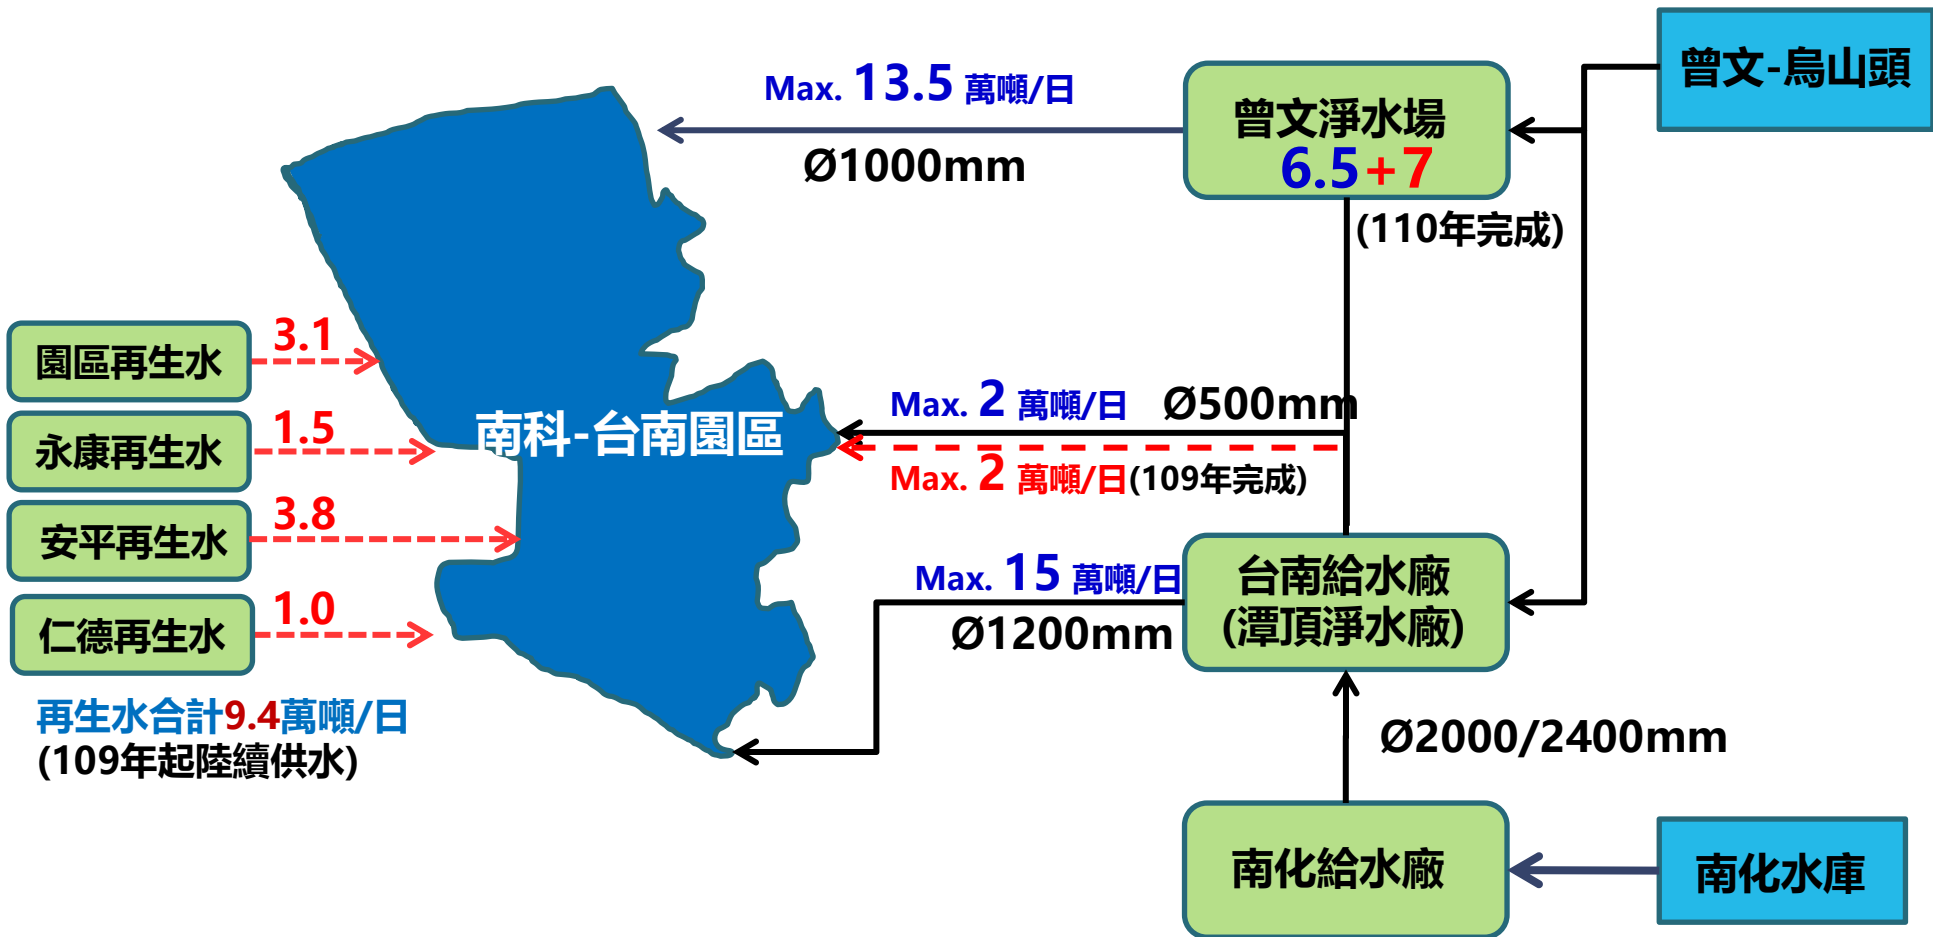 曾文-烏山頭
Max. 13.5 萬噸/日
Ø1000mm
曾文淨水場
6.5+7
(110年完成)
園區再生水
3.1
永康再生水
1.5
安平再生水
3.8
仁德再生水
1.0
再生水合計9.4萬噸/日
(109年起陸續供水)
南科-台南園區
Max. 2 萬噸/日
Ø500mm
Max. 2 萬噸/日(109年完成)
Max. 15 萬噸/日
Ø1200mm
台南給水廠
(潭頂淨水廠)
Ø2000/2400mm
南化給水廠
南化水庫